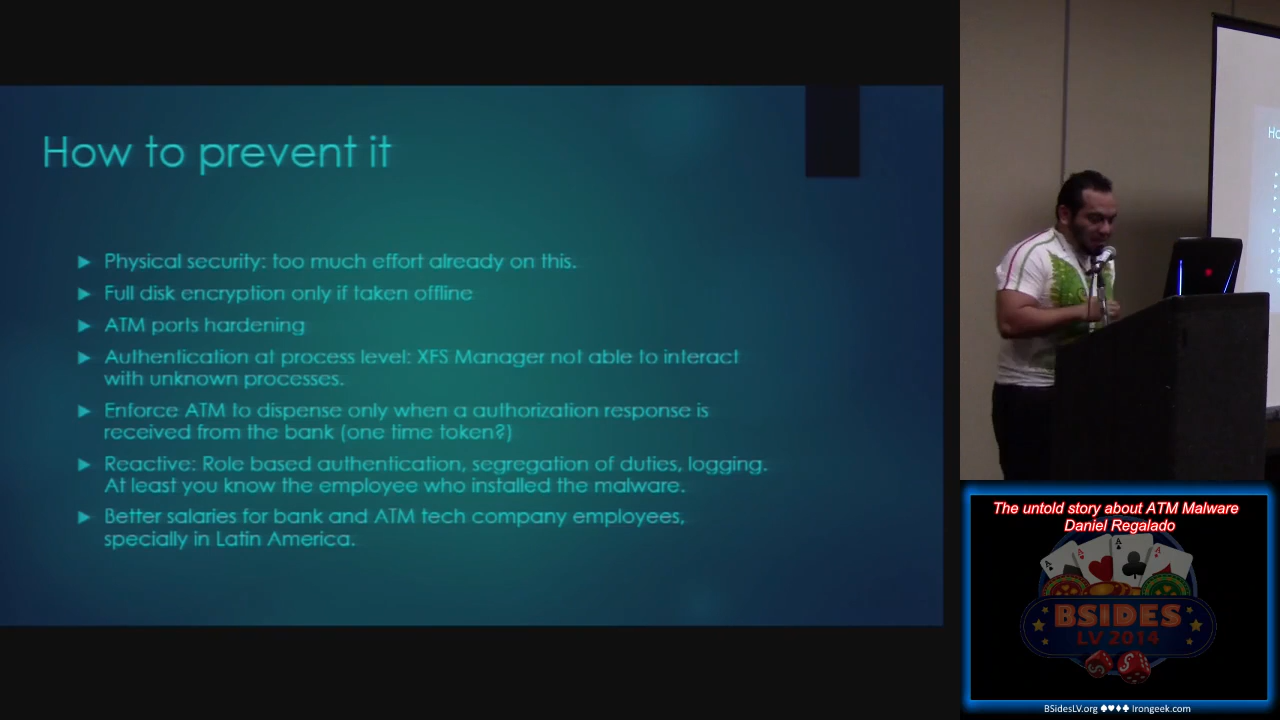 How to prevent it
Physical security: too much effort already on this.
Full disk encryption only if taken offline
ATM ports hardening
Authentication at process level: XFS Manager not able to interact
with unknown processes.
Enforce ATM to dispense only when a authorization response is
received from the bank (one time token?)
Reactive: Role based authentication, segregation of duties, logging.
At least you know the employee who installed the malware.
Better salaries for bank and ATM tech company employees,
specially in Latin America.
Ho
The untold story about ATM Malware
Daniel Regalado
A
A
A
A
BSIDES
LV 2014
BSidesLV.org ♠♥♦♣ Irongeek.com